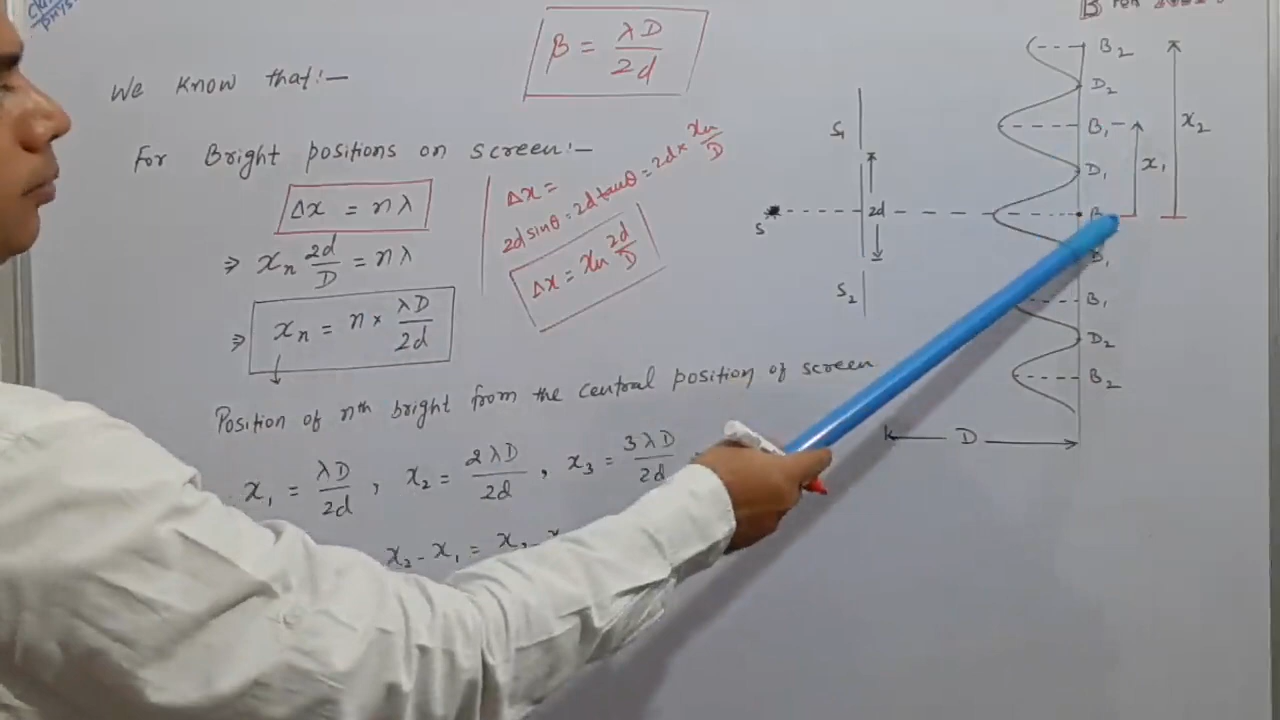 β = λD/2d
We know that:—
For Bright positions on screen:—
Δx = nλ
⇒ xₙ 2d/D = nλ
⇒ xₙ = n × λD/2d
Δx =
2d sinθ = 2d tanθ = 2d × xₙ/D
Δx = xₙ 2d/D
Position of nth bright from the central position of screen
x₁ = λD/2d , x₂ = 2λD/2d , x₃ = 3λD/2d
x₂ - x₁ =
S
S₁
2d
S₂
B₂
D₂
B₁
D₁
B₁
D₂
B₂
x₁
x₂
D